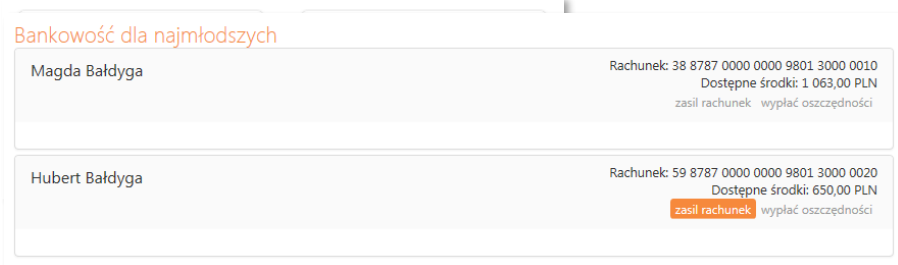 Bankowość dla najmłodszych
Magda Bałdyga
Rachunek: 38 8787 0000 0000 9801 3000 0010
Dostępne środki: 1 063,00 PLN
zasil rachunek wypłać oszczędności
Hubert Bałdyga
Rachunek: 59 8787 0000 0000 9801 3000 0020
Dostępne środki: 650,00 PLN
zasil rachunek wypłać oszczędności